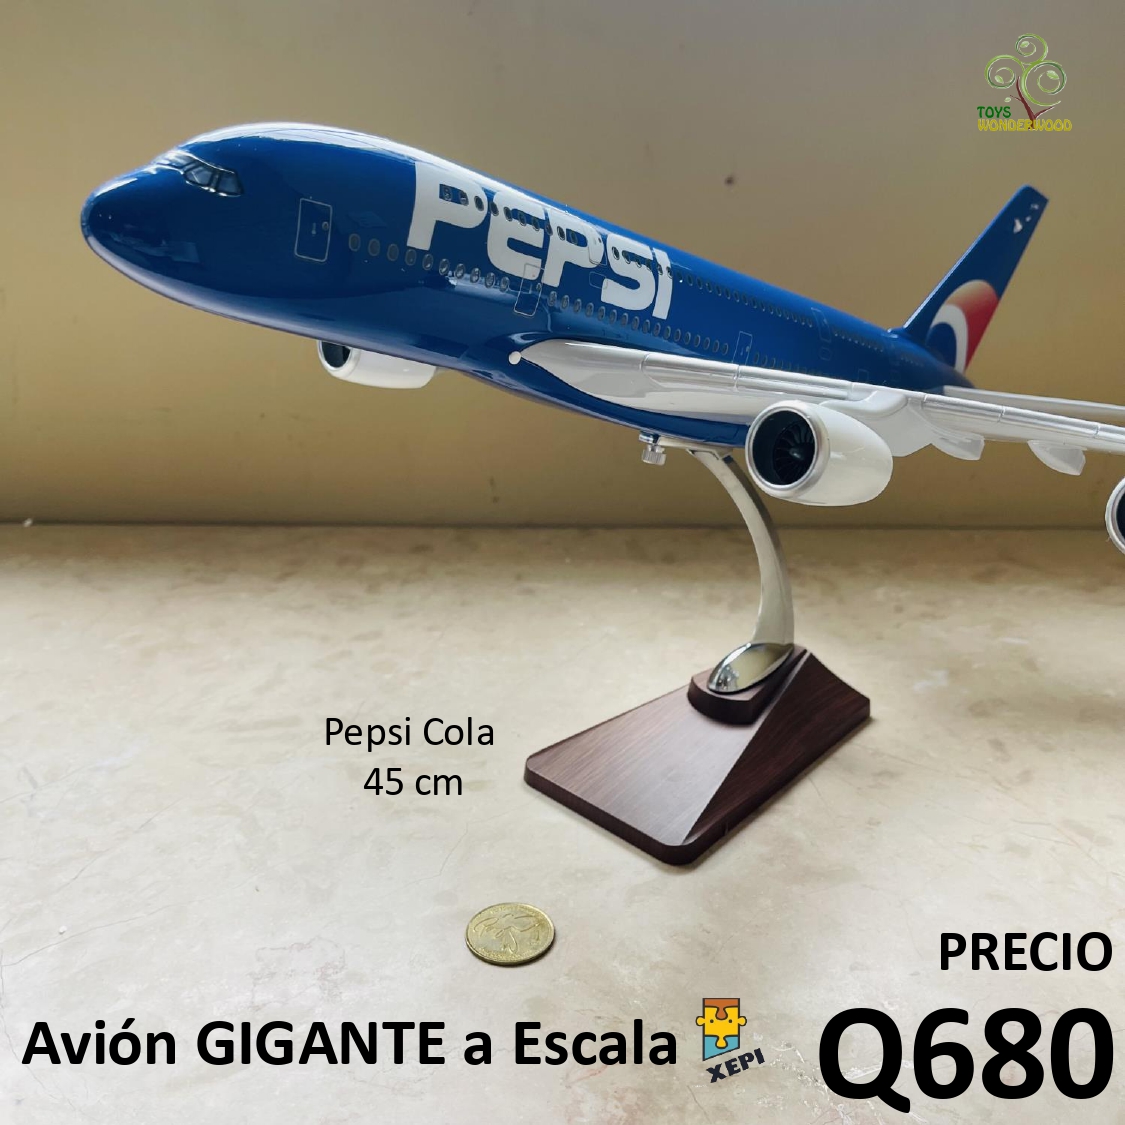 TOYS
WONDERWOOD
PEPSI
Pepsi Cola
45 cm
PRECIO
Avión GIGANTE a Escala
XEPI
Q680